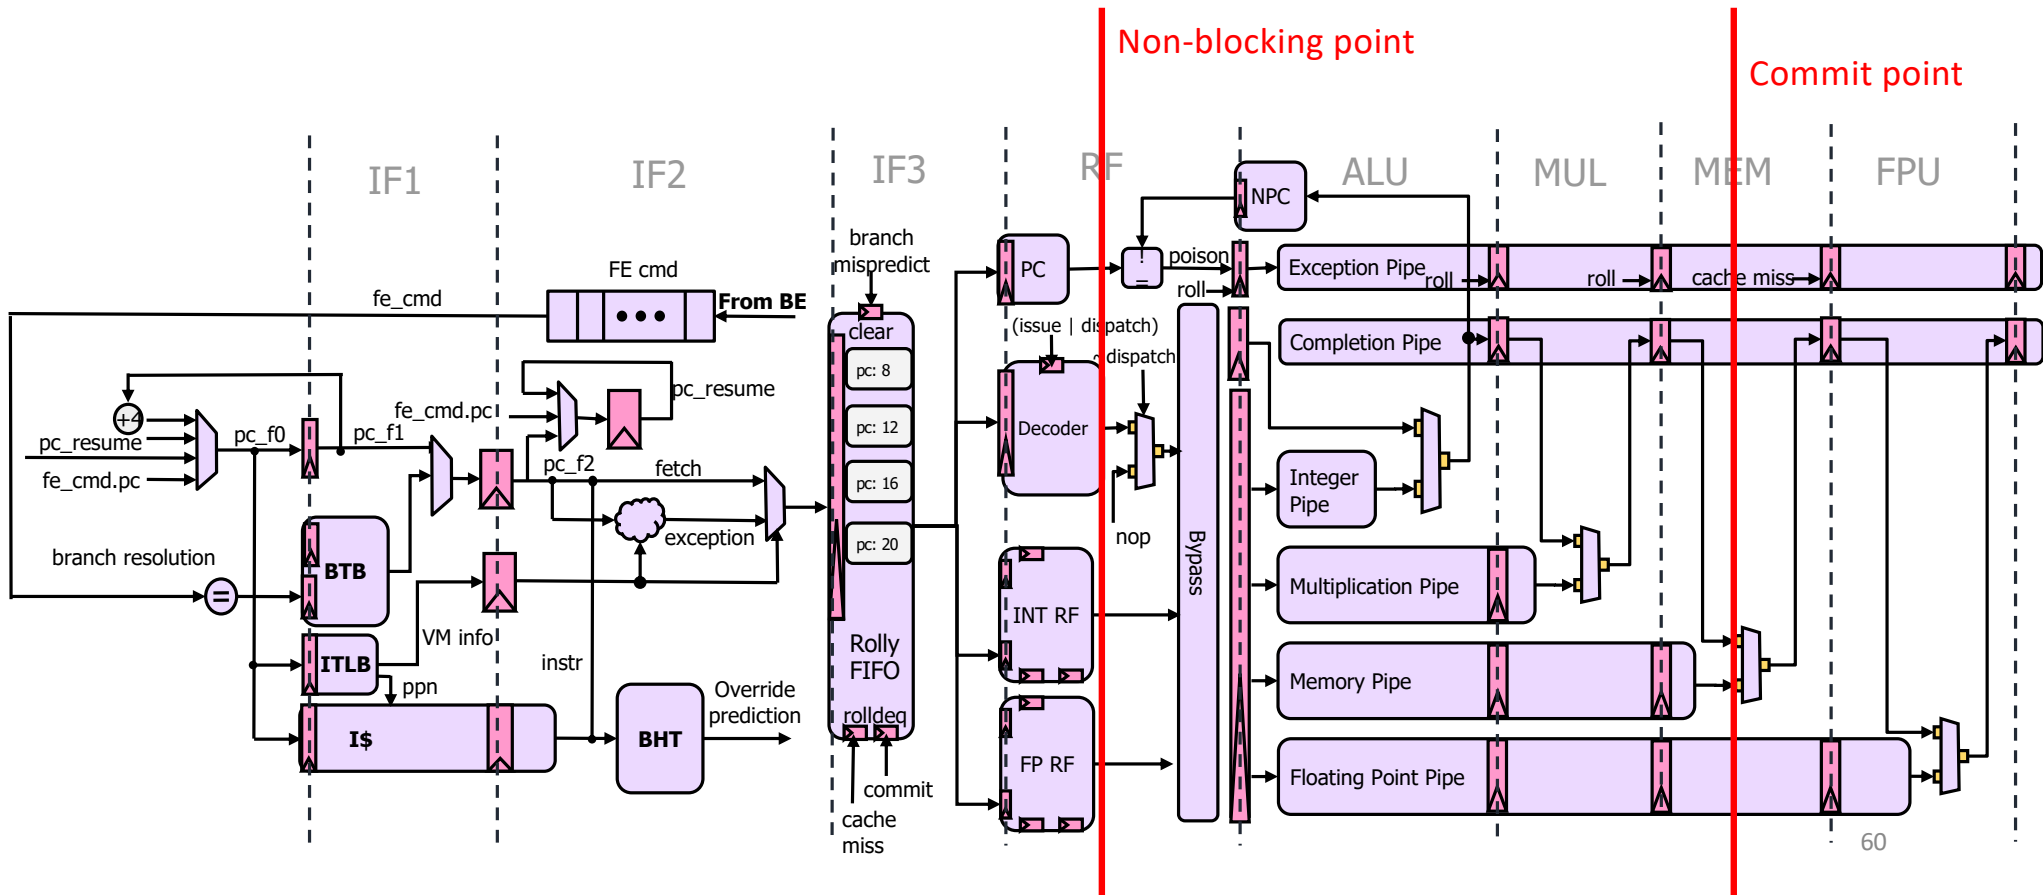 Non-blocking point
Commit point
IF1
IF2
IF3
RF
ALU
MUL
MEM
FPU
NPC
branch
mispredict
PC
!
=
poison
roll
Exception Pipe
roll
roll
cache miss
FE cmd
fe_cmd
From BE
clear
(issue | dispatch)
~dispatch
Completion Pipe
pc: 8
pc: 12
pc: 16
pc: 20
pc_resume
fe_cmd.pc
+4
pc_resume
fe_cmd.pc
pc_f0
pc_f1
pc_f2
fetch
exception
Decoder
nop
Bypass
Integer
Pipe
branch resolution
=
BTB
VM info
ITLB
ppn
instr
I$
BHT
Override
prediction
Rolly
FIFO
roll
deq
commit
cache
miss
INT RF
FP RF
Multiplication Pipe
Memory Pipe
Floating Point Pipe
60